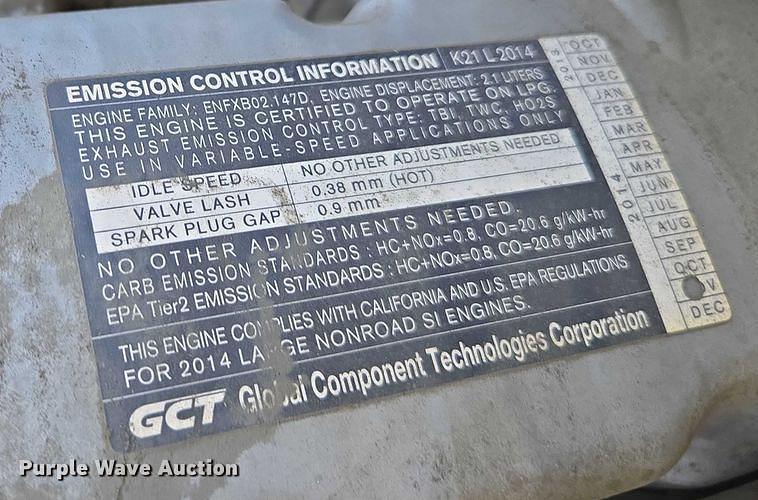 EMISSION CONTROL INFORMATION K21 L-2014
ENGINE FAMILY: ENFXB02.147D, ENGINE DISPLACEMENT: 2.1 LITERS
THIS ENGINE IS CERTIFIED TO OPERATE ON LPG.
EXHAUST EMISSION CONTROL TYPE: TBI, TWC, HO2S
USE IN VARIABLE-SPEED APPLICATIONS ONLY
IDLE SPEED NO OTHER ADJUSTMENTS NEEDED
VALVE LASH 0.38 mm (HOT)
SPARK PLUG GAP 0.9 mm
NO OTHER ADJUSTMENTS NEEDED.
CARB EMISSION STANDARDS : HC+NOx=0.8, CO=20.6 g/kW-hr
EPA Tier2 EMISSION STANDARDS : HC+NOx=0.8, CO=20.6 g/kW-hr
THIS ENGINE COMPLIES WITH CALIFORNIA AND U.S. EPA REGULATIONS
FOR 2014 LARGE NONROAD SI ENGINES.
GCT Global Component Technologies Corporation
2013
OCT
NOV
DEC
2014
JAN
FEB
MAR
APR
MAY
JUN
JUL
AUG
SEP
OCT
V
DEC
Purple Wave Auction